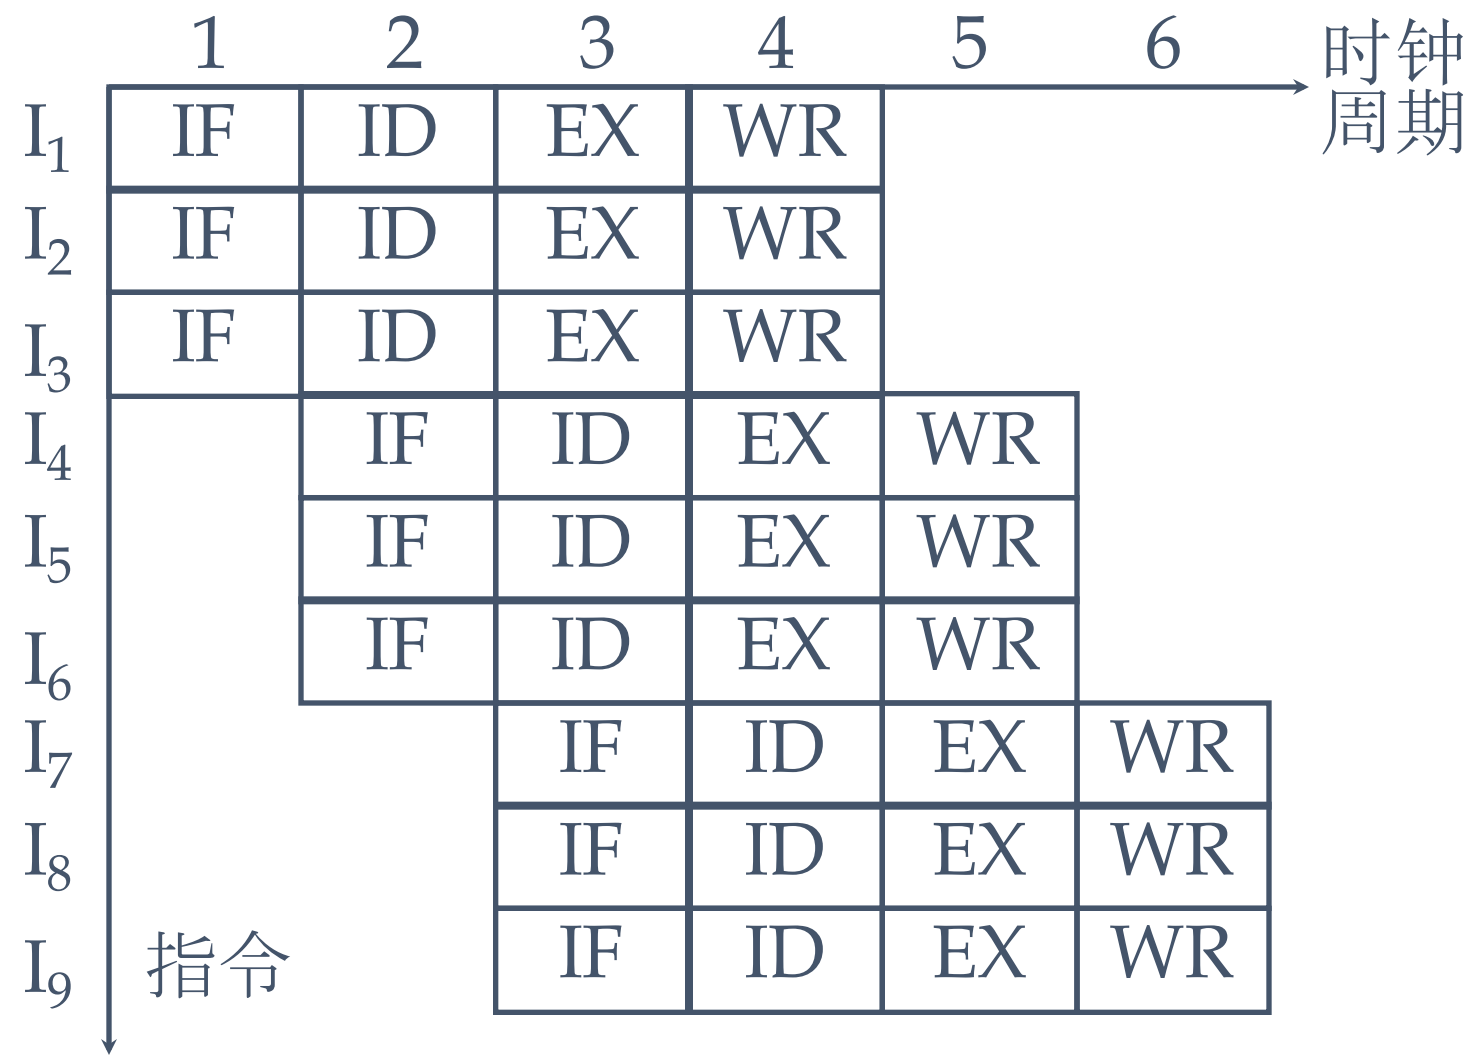 1 2 3 4 5 6 时钟
周期
I1 IF ID EX WR
I2 IF ID EX WR
I3 IF ID EX WR
I4 IF ID EX WR
I5 IF ID EX WR
I6 IF ID EX WR
I7 IF ID EX WR
I8 IF ID EX WR
I9 IF ID EX WR
指令